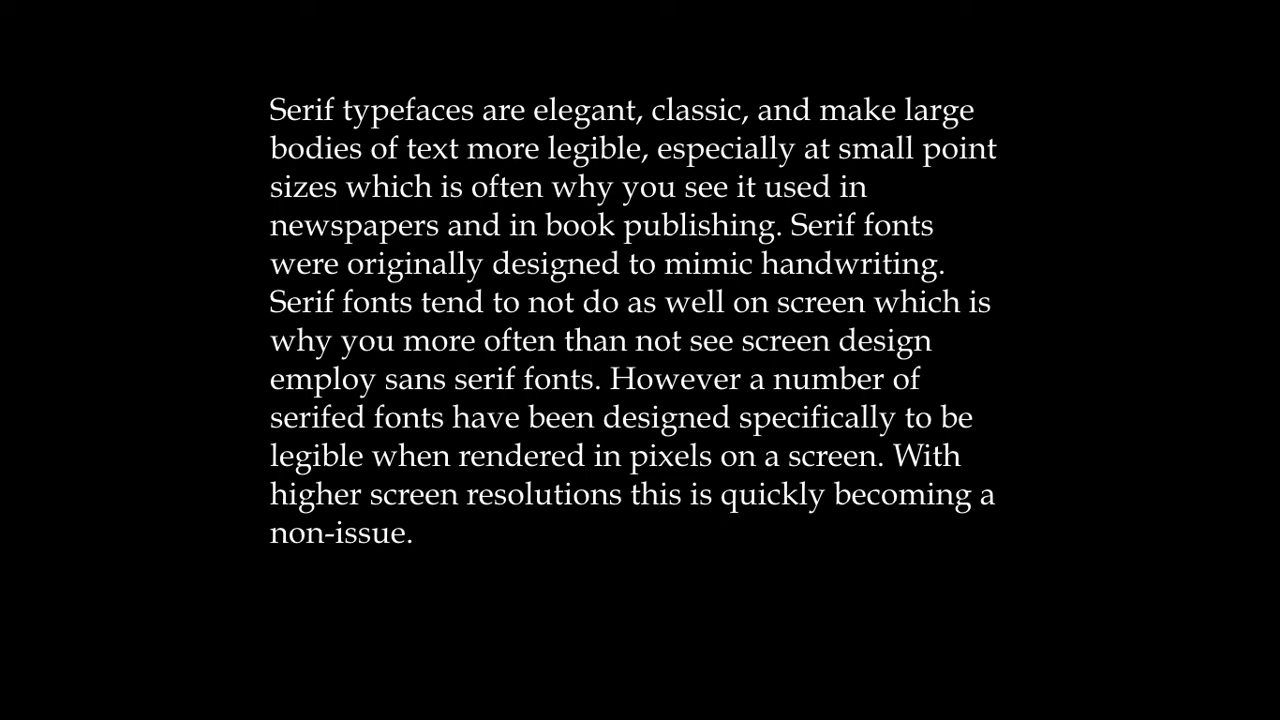 Serif typefaces are elegant, classic, and make large
bodies of text more legible, especially at small point
sizes which is often why you see it used in
newspapers and in book publishing. Serif fonts
were originally designed to mimic handwriting.
Serif fonts tend to not do as well on screen which is
why you more often than not see screen design
employ sans serif fonts. However a number of
serifed fonts have been designed specifically to be
legible when rendered in pixels on a screen. With
higher screen resolutions this is quickly becoming a
non-issue.